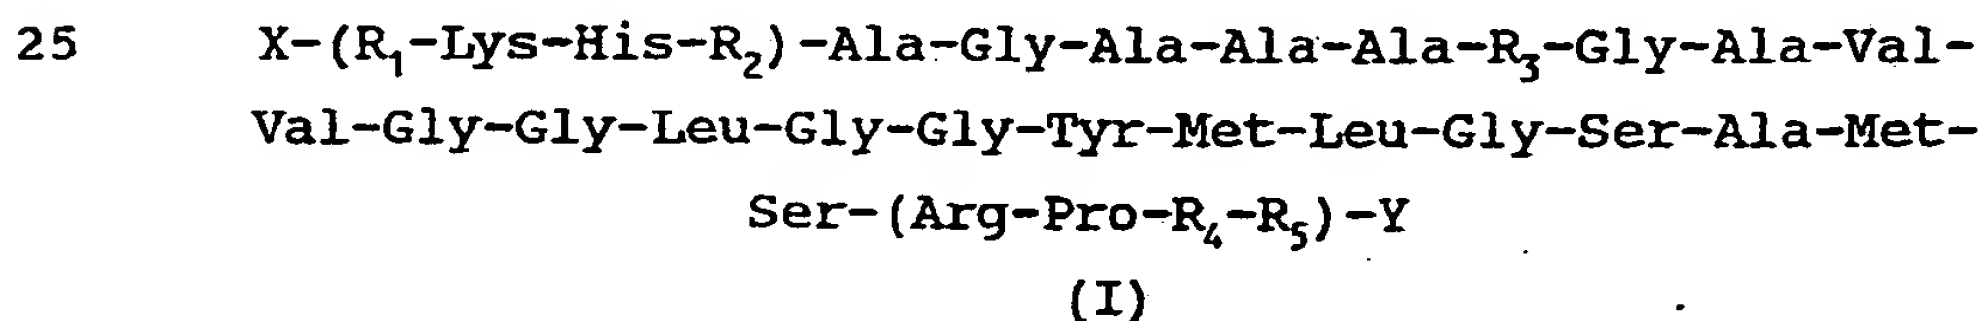 25 X-(R₁-Lys-His-R₂)-Ala-Gly-Ala-Ala-Ala-R₃-Gly-Ala-Val-
Val-Gly-Gly-Leu-Gly-Gly-Tyr-Met-Leu-Gly-Ser-Ala-Met-
Ser-(Arg-Pro-R₄-R₅)-Y
(I)